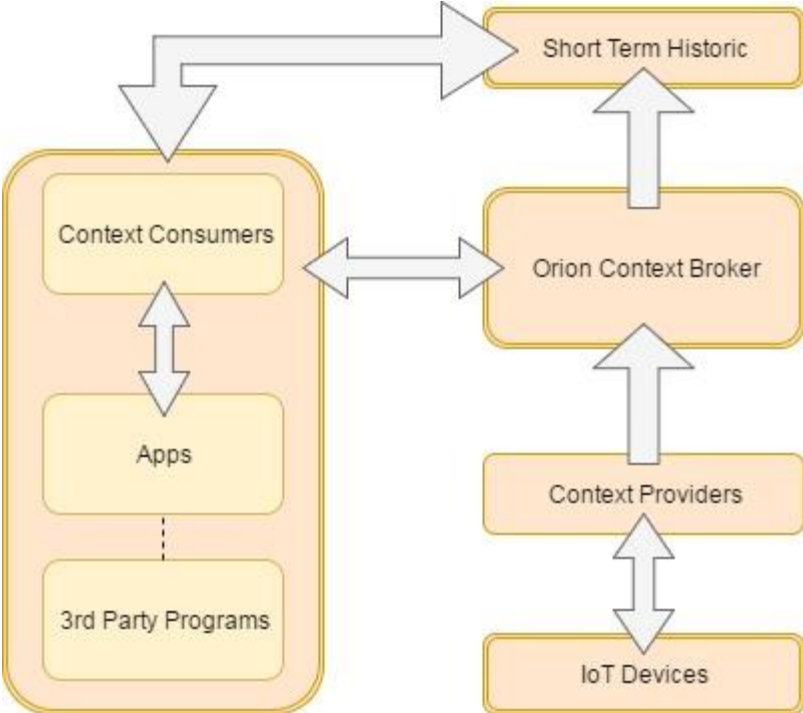 Short Term Historic
Context Consumers
Orion Context Broker
Apps
Context Providers
3rd Party Programs
IoT Devices